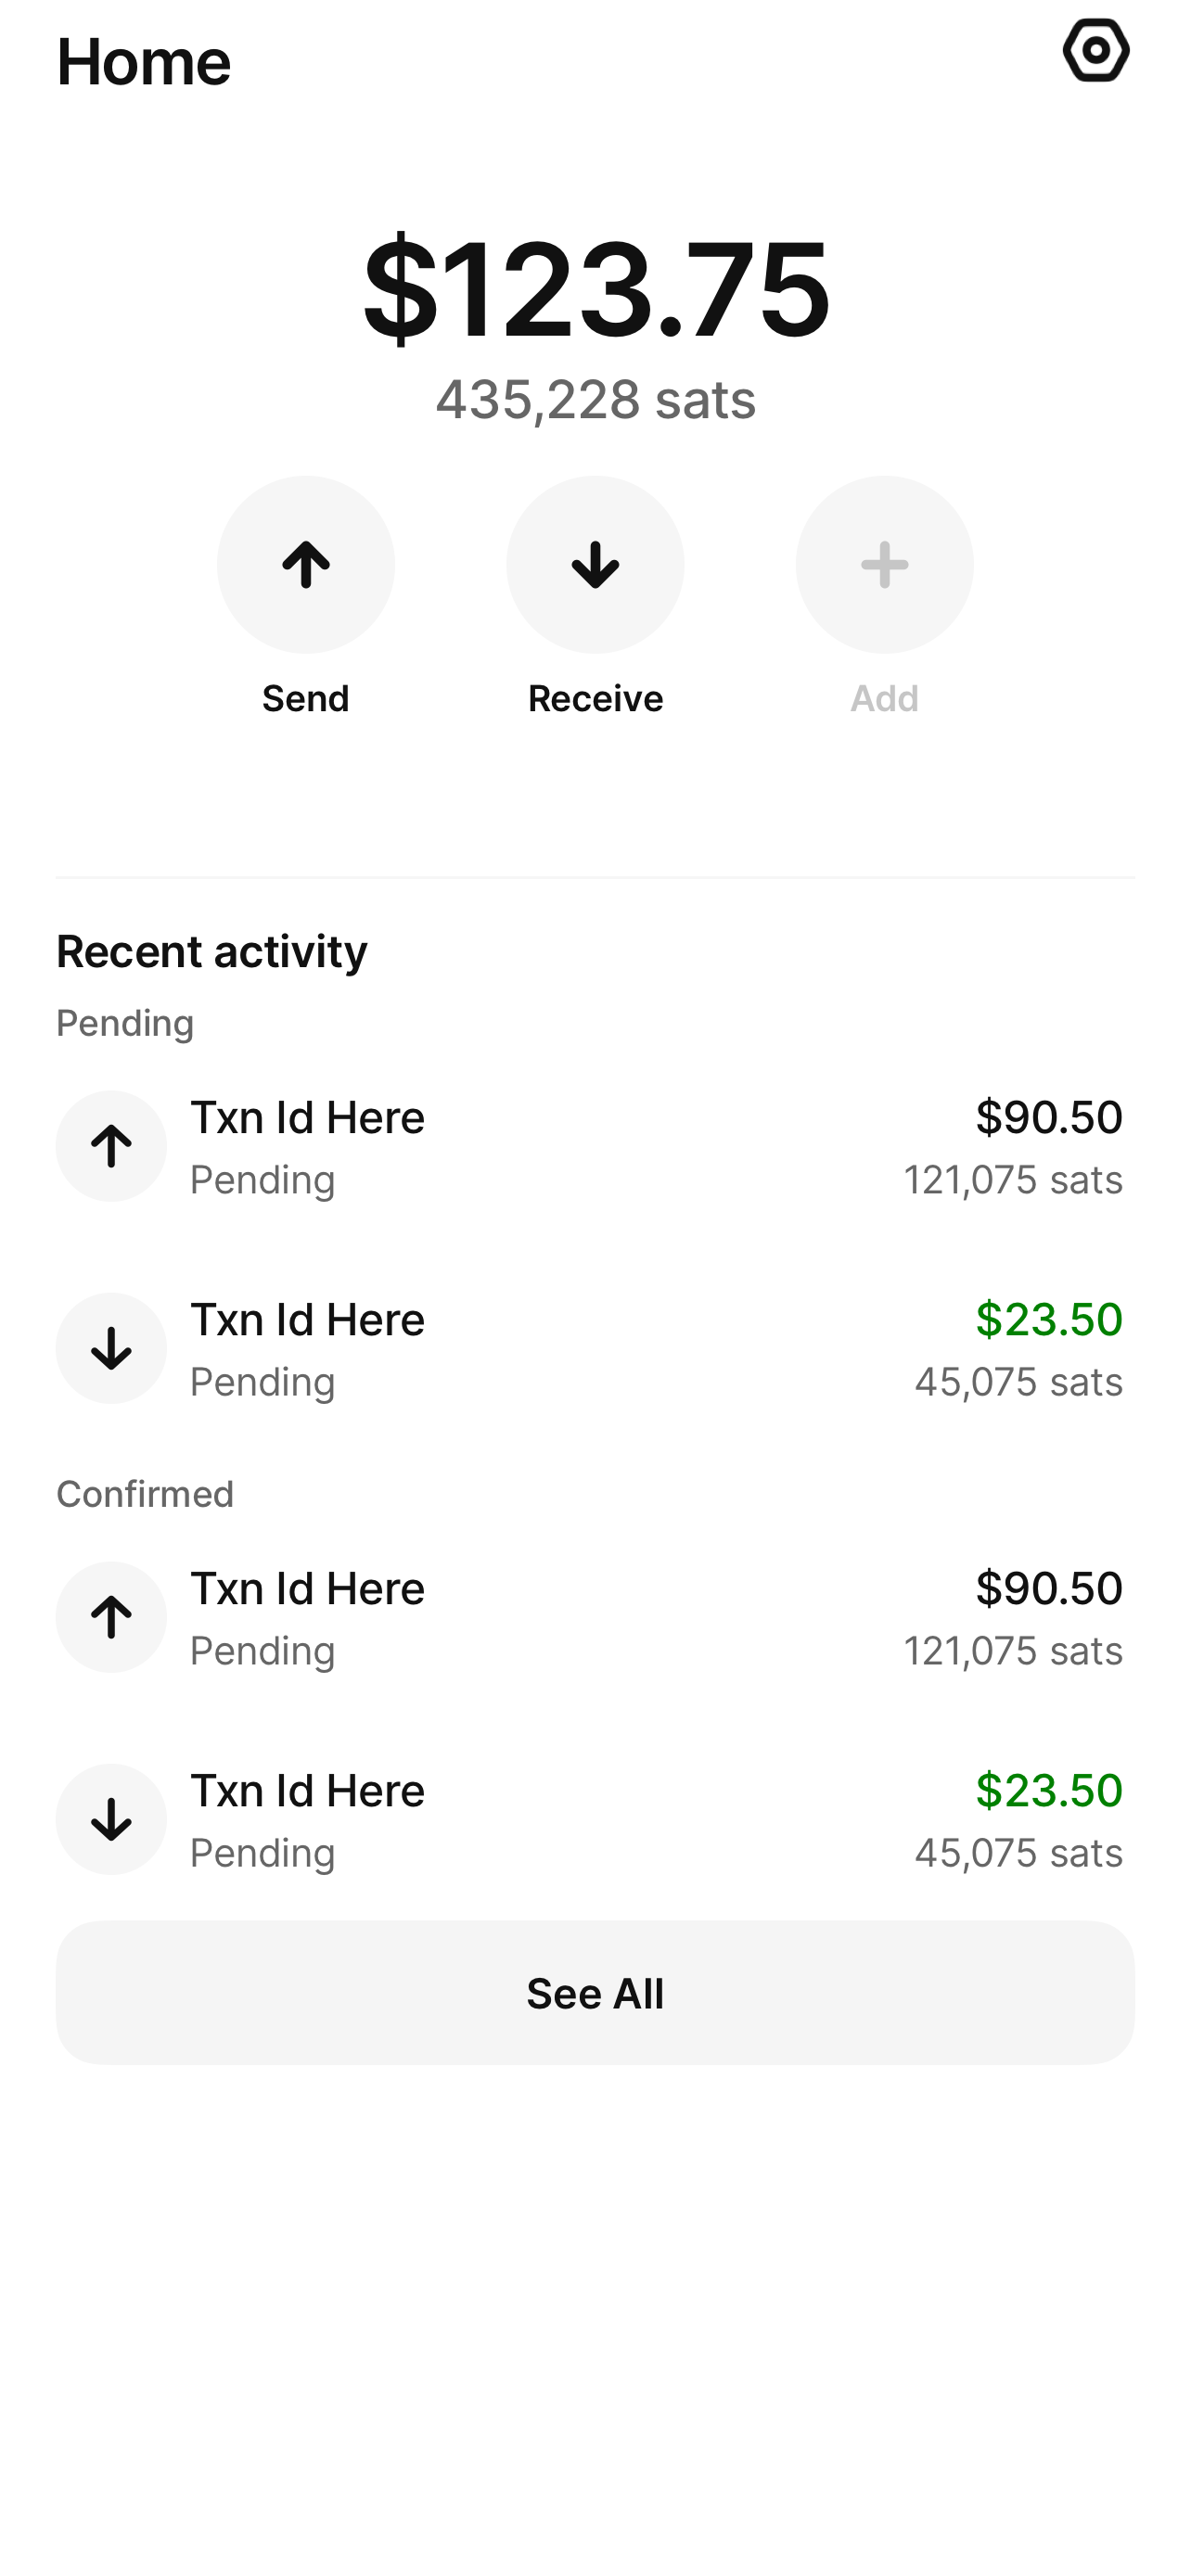 Home
$123.75
435,228 sats
Send
Receive
Add
Recent activity
Pending
Txn Id Here
$90.50
Pending
121,075 sats
Txn Id Here
$23.50
Pending
45,075 sats
Confirmed
Txn Id Here
$90.50
Pending
121,075 sats
Txn Id Here
$23.50
Pending
45,075 sats
See All